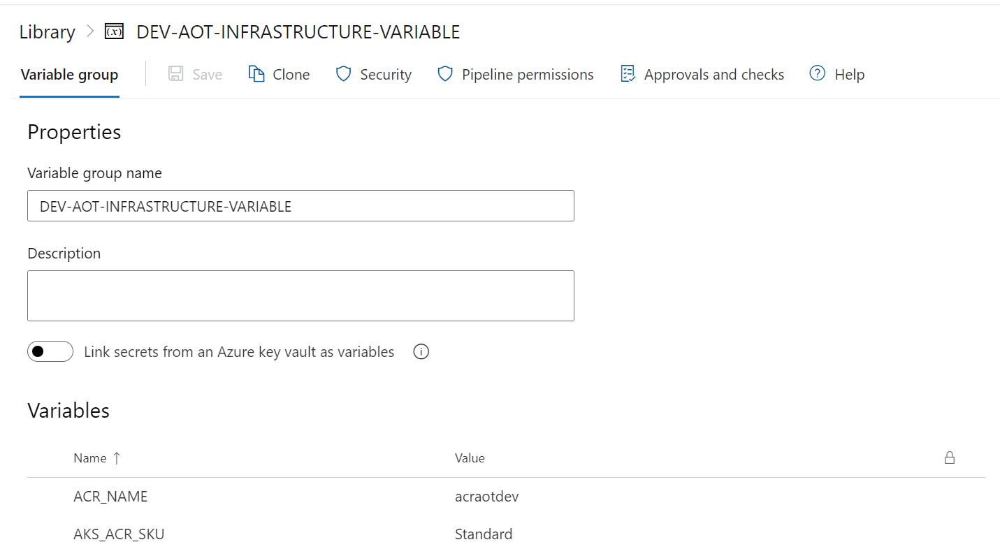 Library > (x) DEV-AOT-INFRASTRUCTURE-VARIABLE
Variable group Save Clone Security Pipeline permissions Approvals and checks ? Help
Properties
Variable group name
DEV-AOT-INFRASTRUCTURE-VARIABLE
Description
Link secrets from an Azure key vault as variables i
Variables
Name ↑ Value
ACR_NAME acraotdev
AKS_ACR_SKU Standard